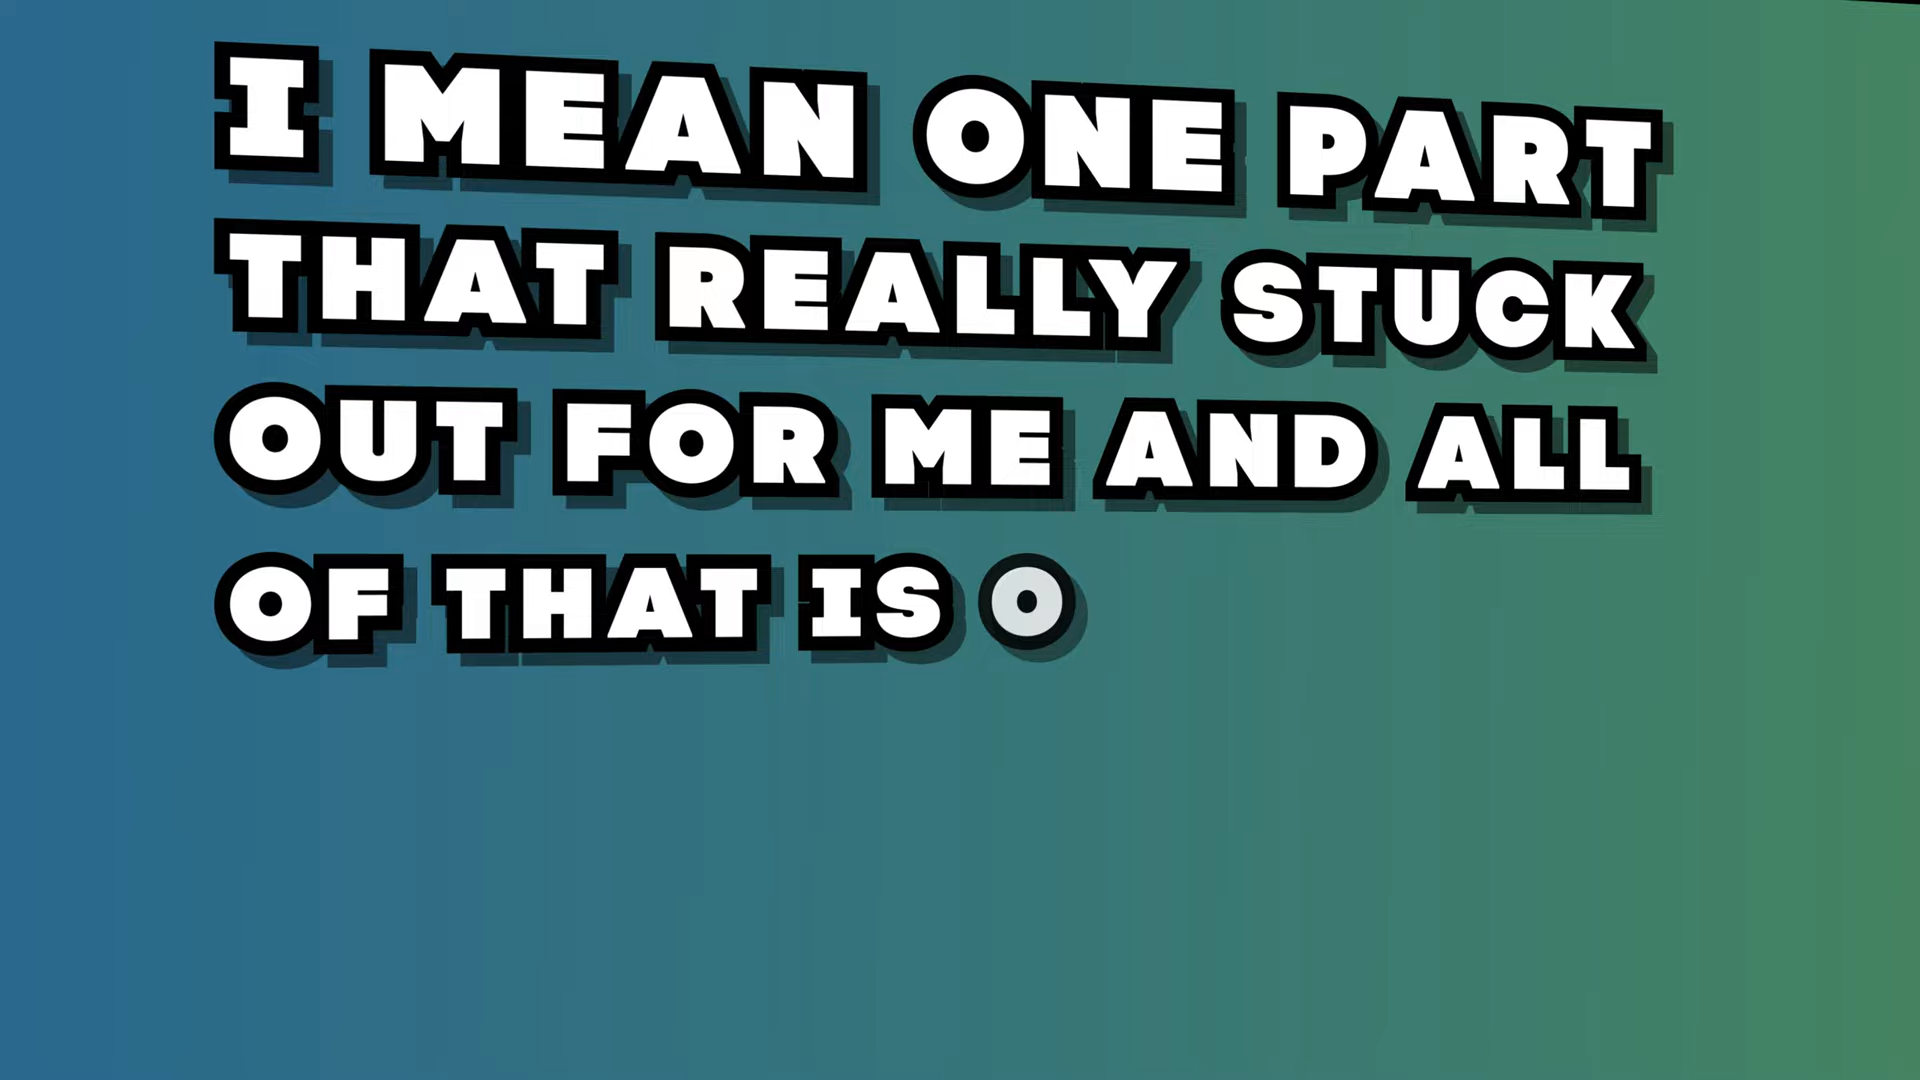 I MEAN ONE PART
THAT REALLY STUCK
OUT FOR ME AND ALL
OF THAT IS O